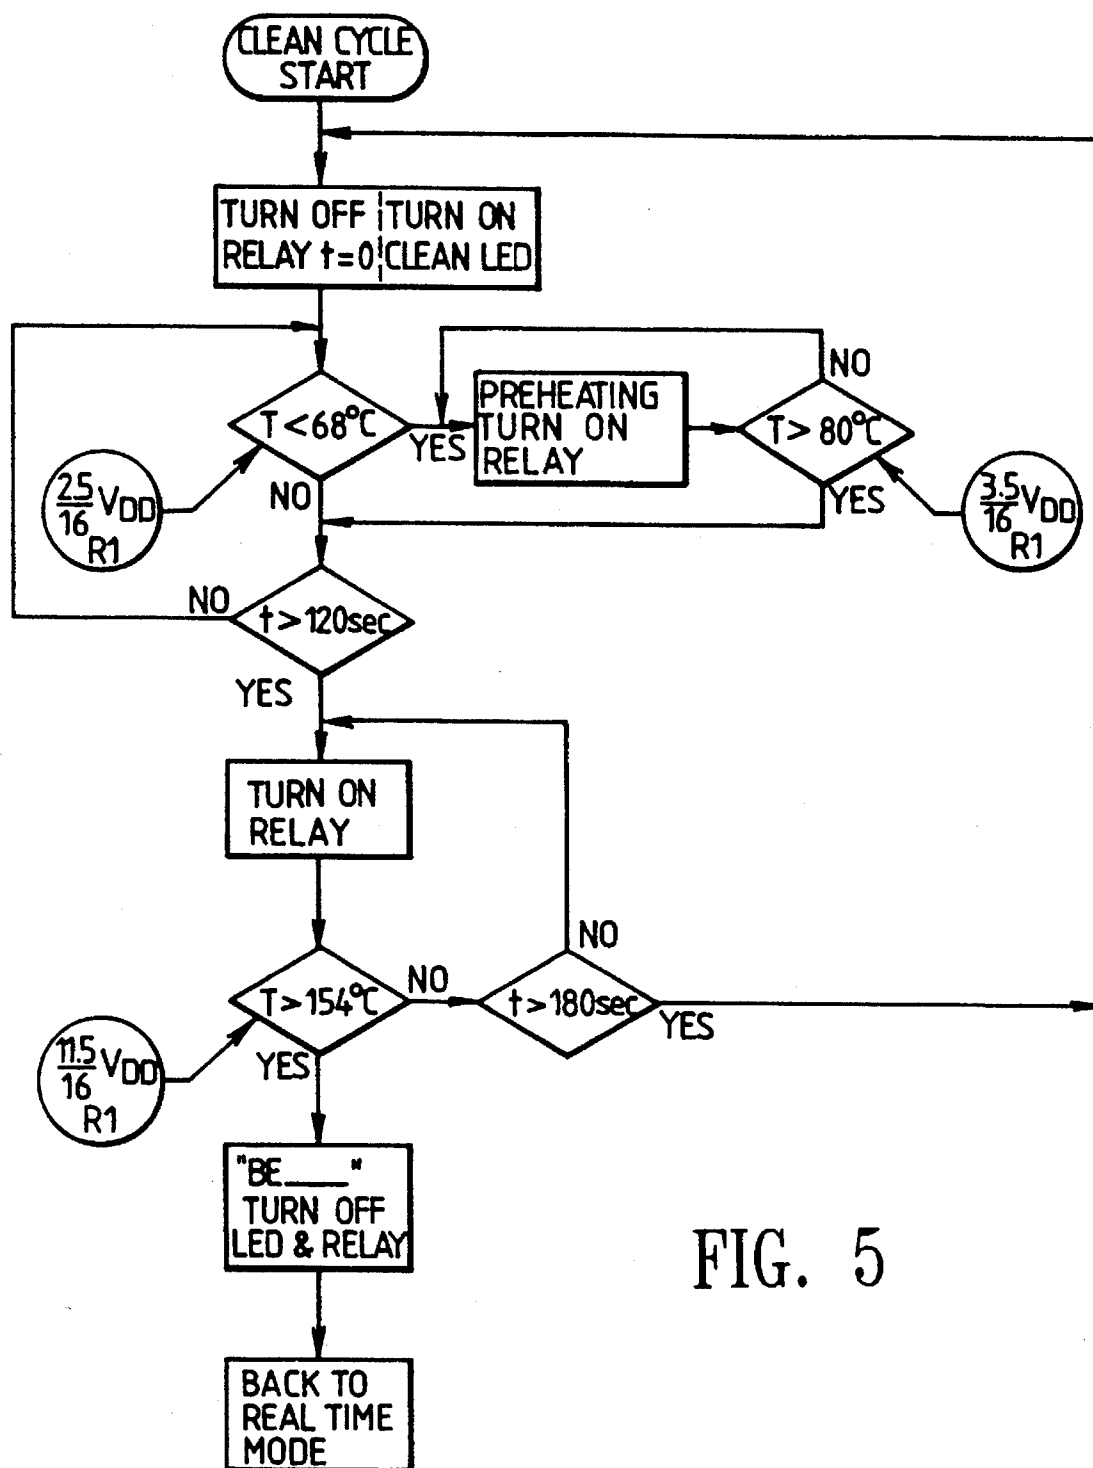 CLEAN CYCLE
START
TURN OFF
RELAY t=0
TURN ON
CLEAN LED
T<68°C
YES
NO
PREHEATING
TURN ON
RELAY
T>80°C
NO
YES
2.5
16
VDD
R1
3.5
16
VDD
R1
t>120sec
NO
YES
TURN ON
RELAY
T>154°C
NO
YES
t>180sec
NO
YES
11.5
16
VDD
R1
"BE____"
TURN OFF
LED & RELAY
BACK TO
REAL TIME
MODE
FIG. 5